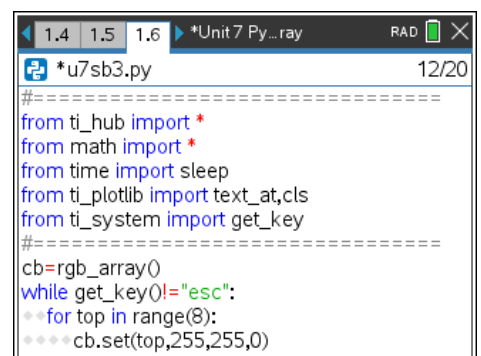 1.4 1.5 1.6 *Unit 7 Py...ray RAD
*u7sb3.py 12/20
#================================
from ti_hub import *
from math import *
from time import sleep
from ti_plotlib import text_at,cls
from ti_system import get_key
#================================
cb=rgb_array()
while get_key()!="esc":
◆◆for top in range(8):
◆◆◆◆cb.set(top,255,255,0)